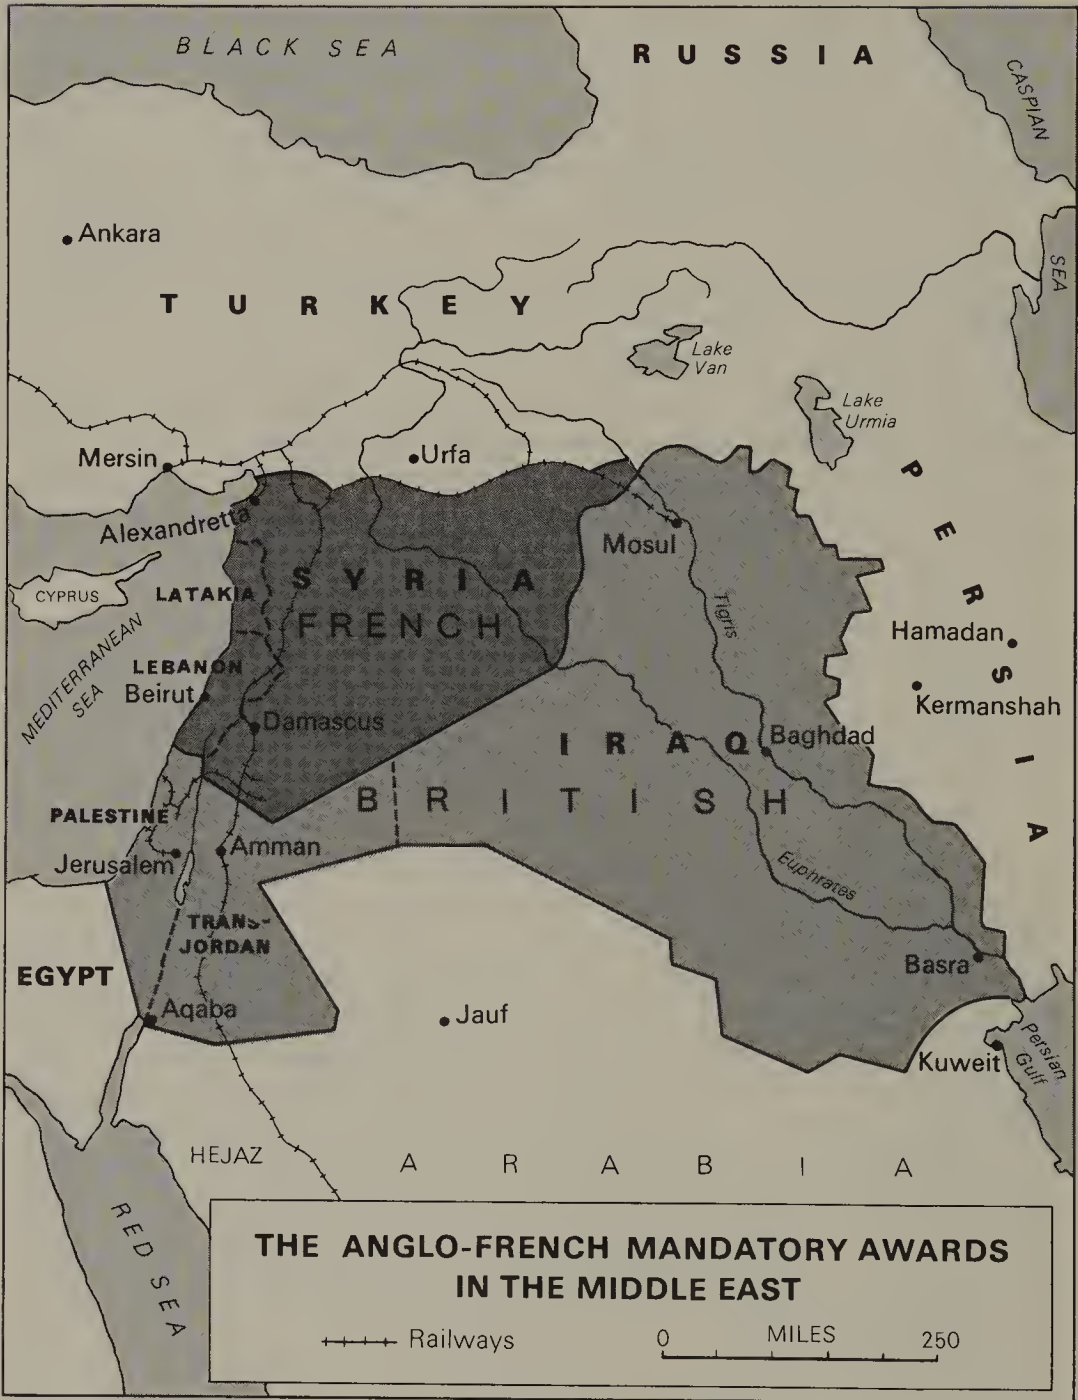 BLACK SEA
RUSSIA
CASPIAN
SEA
Ankara
TURKEY
Lake
Van
Lake
Urmia
Mersin
Urfa
Alexandretta
Mosul
PERSIA
SYRIA
FRENCH
CYPRUS
LATAKIA
Tigris
Hamadan
MEDITERRANEAN
SEA
LEBANON
Beirut
Kermanshah
Damascus
IRAQ
Baghdad
BRITISH
PALESTINE
Jerusalem
Amman
Euphrates
TRANS-
JORDAN
EGYPT
Basra
Aqaba
Jauf
Kuweit
Persian
Gulf
HEJAZ
ARABIA
RED SEA
THE ANGLO-FRENCH MANDATORY AWARDS
IN THE MIDDLE EAST
Railways
0 MILES 250